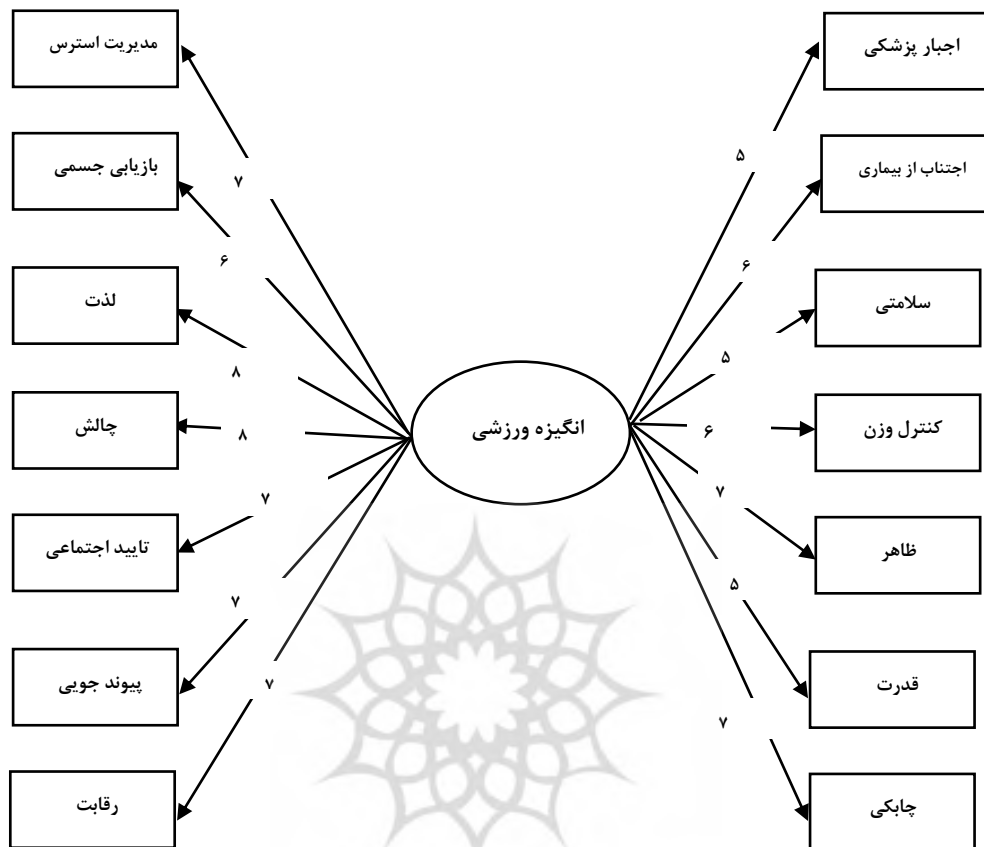 اجبار پزشکی
مدیریت استرس
۵
۷
اجتناب از بیماری
بازیابی جسمی
۶
۶
سلامتی
لذت
۵
۸
کنترل وزن
۶
انگیزه ورزشی
۸
چالش
۷
ظاهر
۷
تایید اجتماعی
۵
۷
قدرت
پیوند جویی
۷
۷
چابکی
رقابت